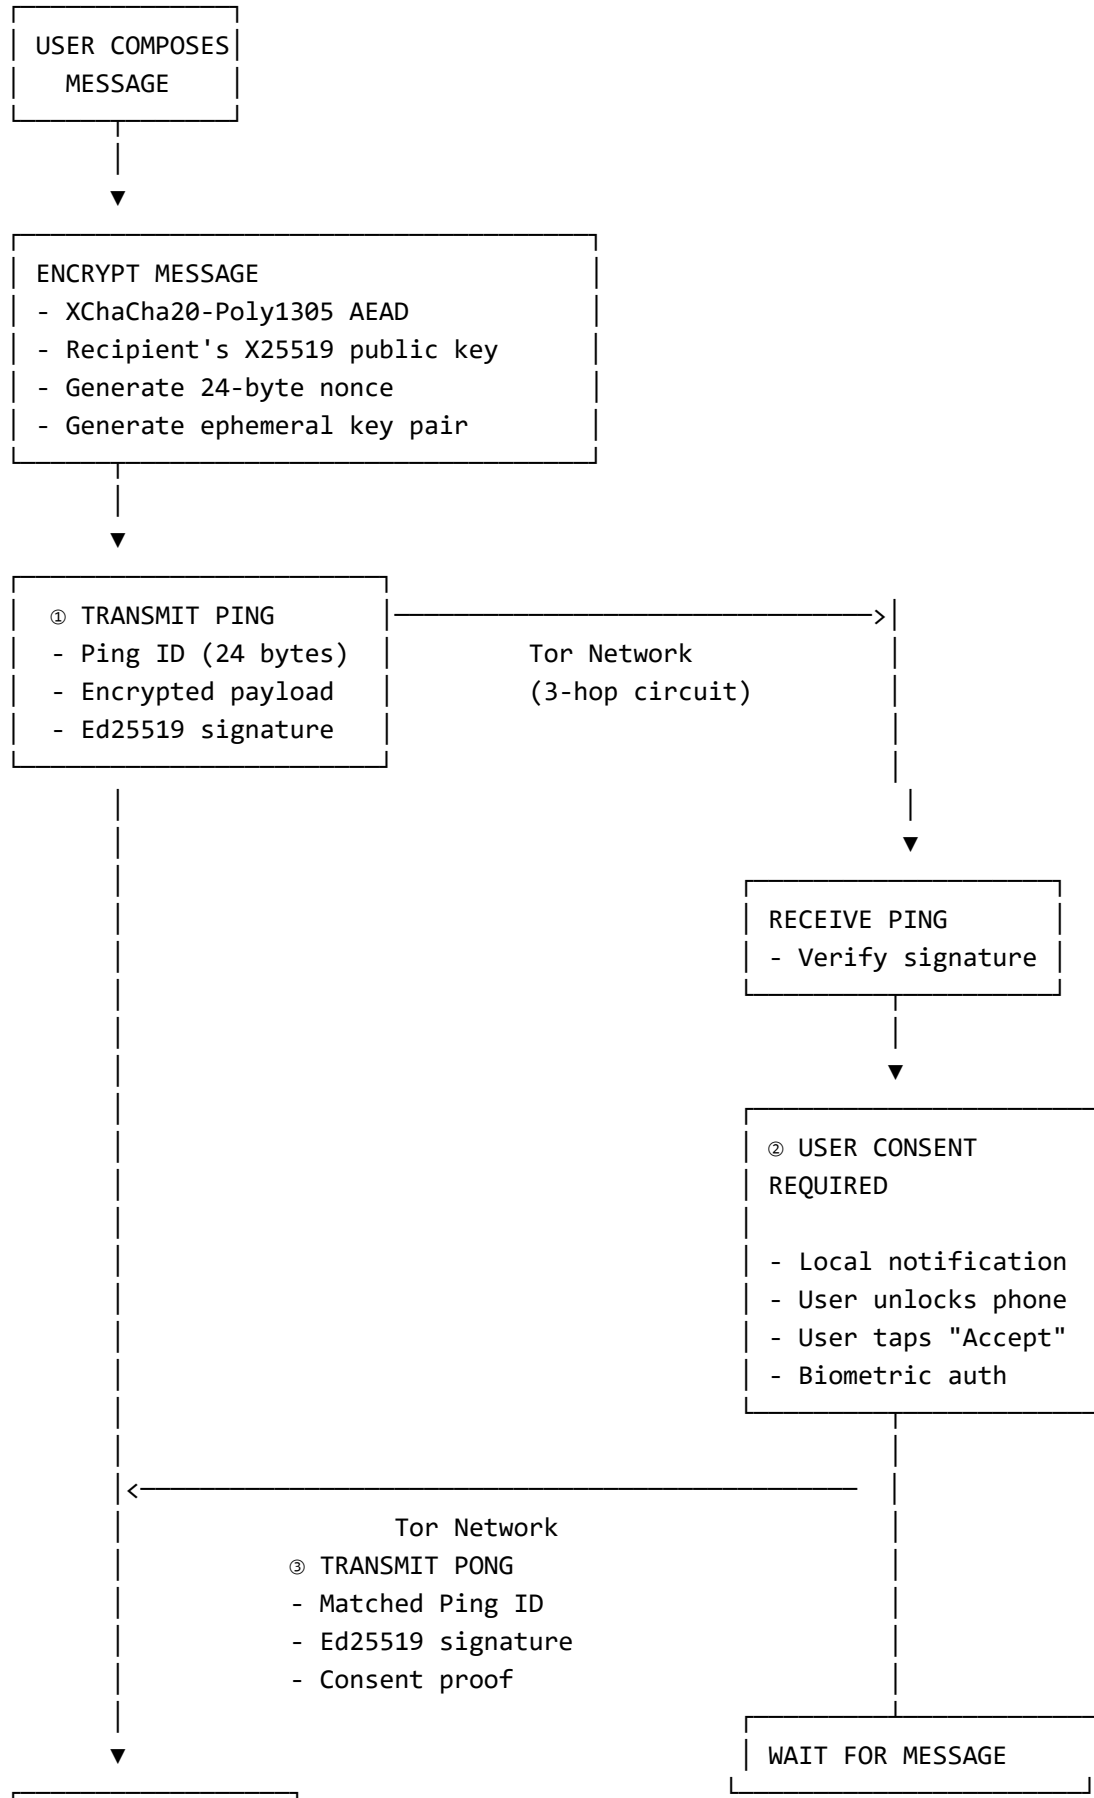 USER COMPOSES
MESSAGE
ENCRYPT MESSAGE
- XChaCha20-Poly1305 AEAD
- Recipient's X25519 public key
- Generate 24-byte nonce
- Generate ephemeral key pair
① TRANSMIT PING
- Ping ID (24 bytes)
- Encrypted payload
- Ed25519 signature
Tor Network
(3-hop circuit)
RECEIVE PING
- Verify signature
② USER CONSENT
REQUIRED
- Local notification
- User unlocks phone
- User taps "Accept"
- Biometric auth
Tor Network
③ TRANSMIT PONG
- Matched Ping ID
- Ed25519 signature
- Consent proof
WAIT FOR MESSAGE